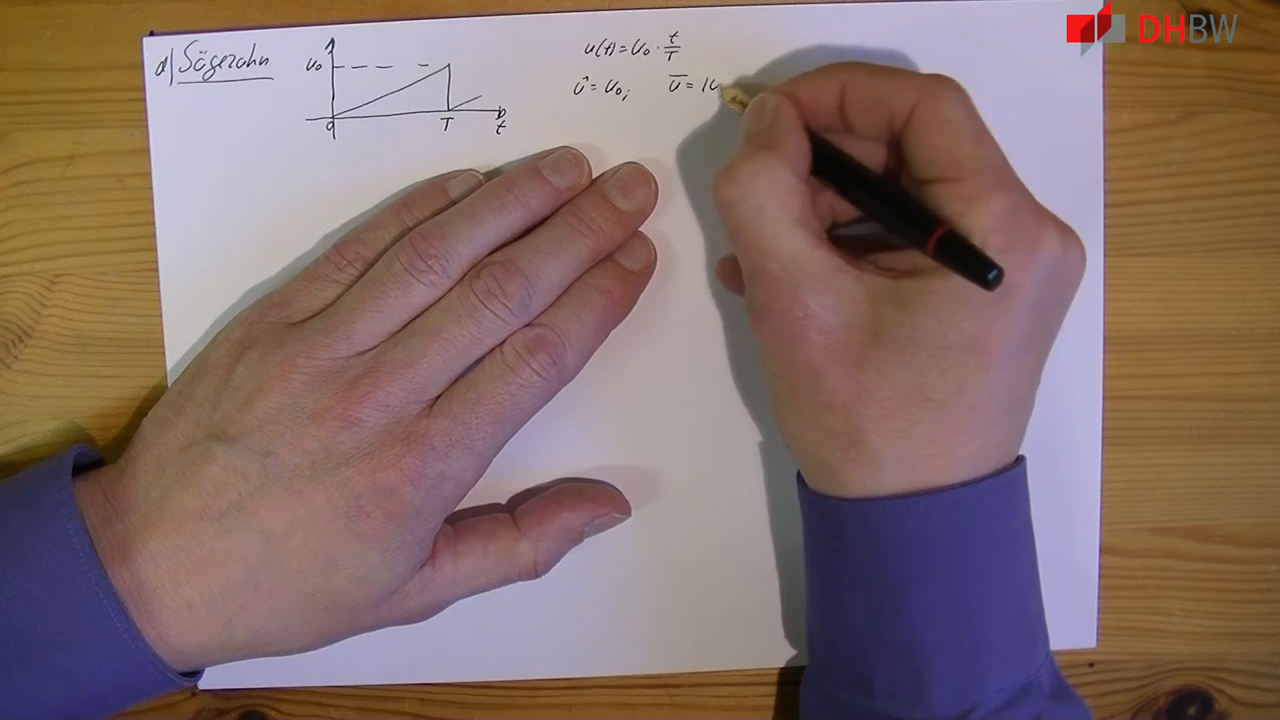 DHBW
d) Sägezahn
u(t) = U₀ · t/T
û = U₀; ū = |u
U₀
0 T
t